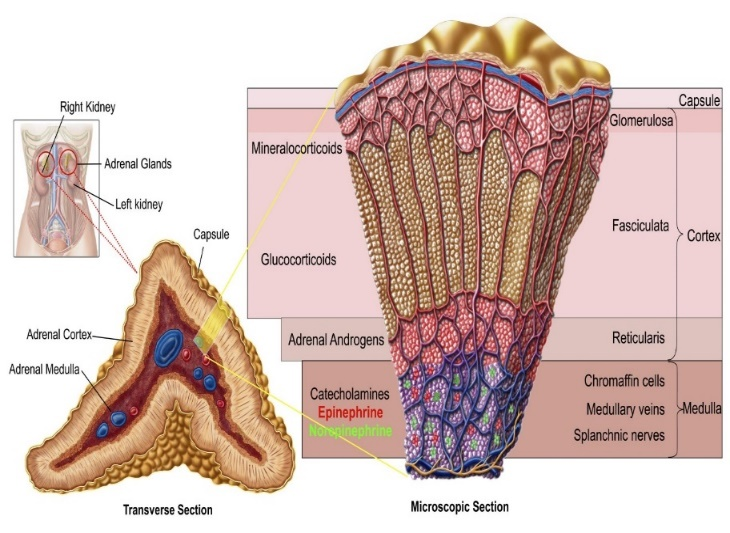 Right Kidney
Adrenal Glands
Left kidney
Capsule
Adrenal Cortex
Adrenal Medulla
Transverse Section
Capsule
Glomerulosa
Mineralocorticoids
Fasciculata
Cortex
Glucocorticoids
Adrenal Androgens
Reticularis
Catecholamines
Epinephrine
Norepinephrine
Chromaffin cells
Medullary veins
Splanchnic nerves
Medulla
Microscopic Section